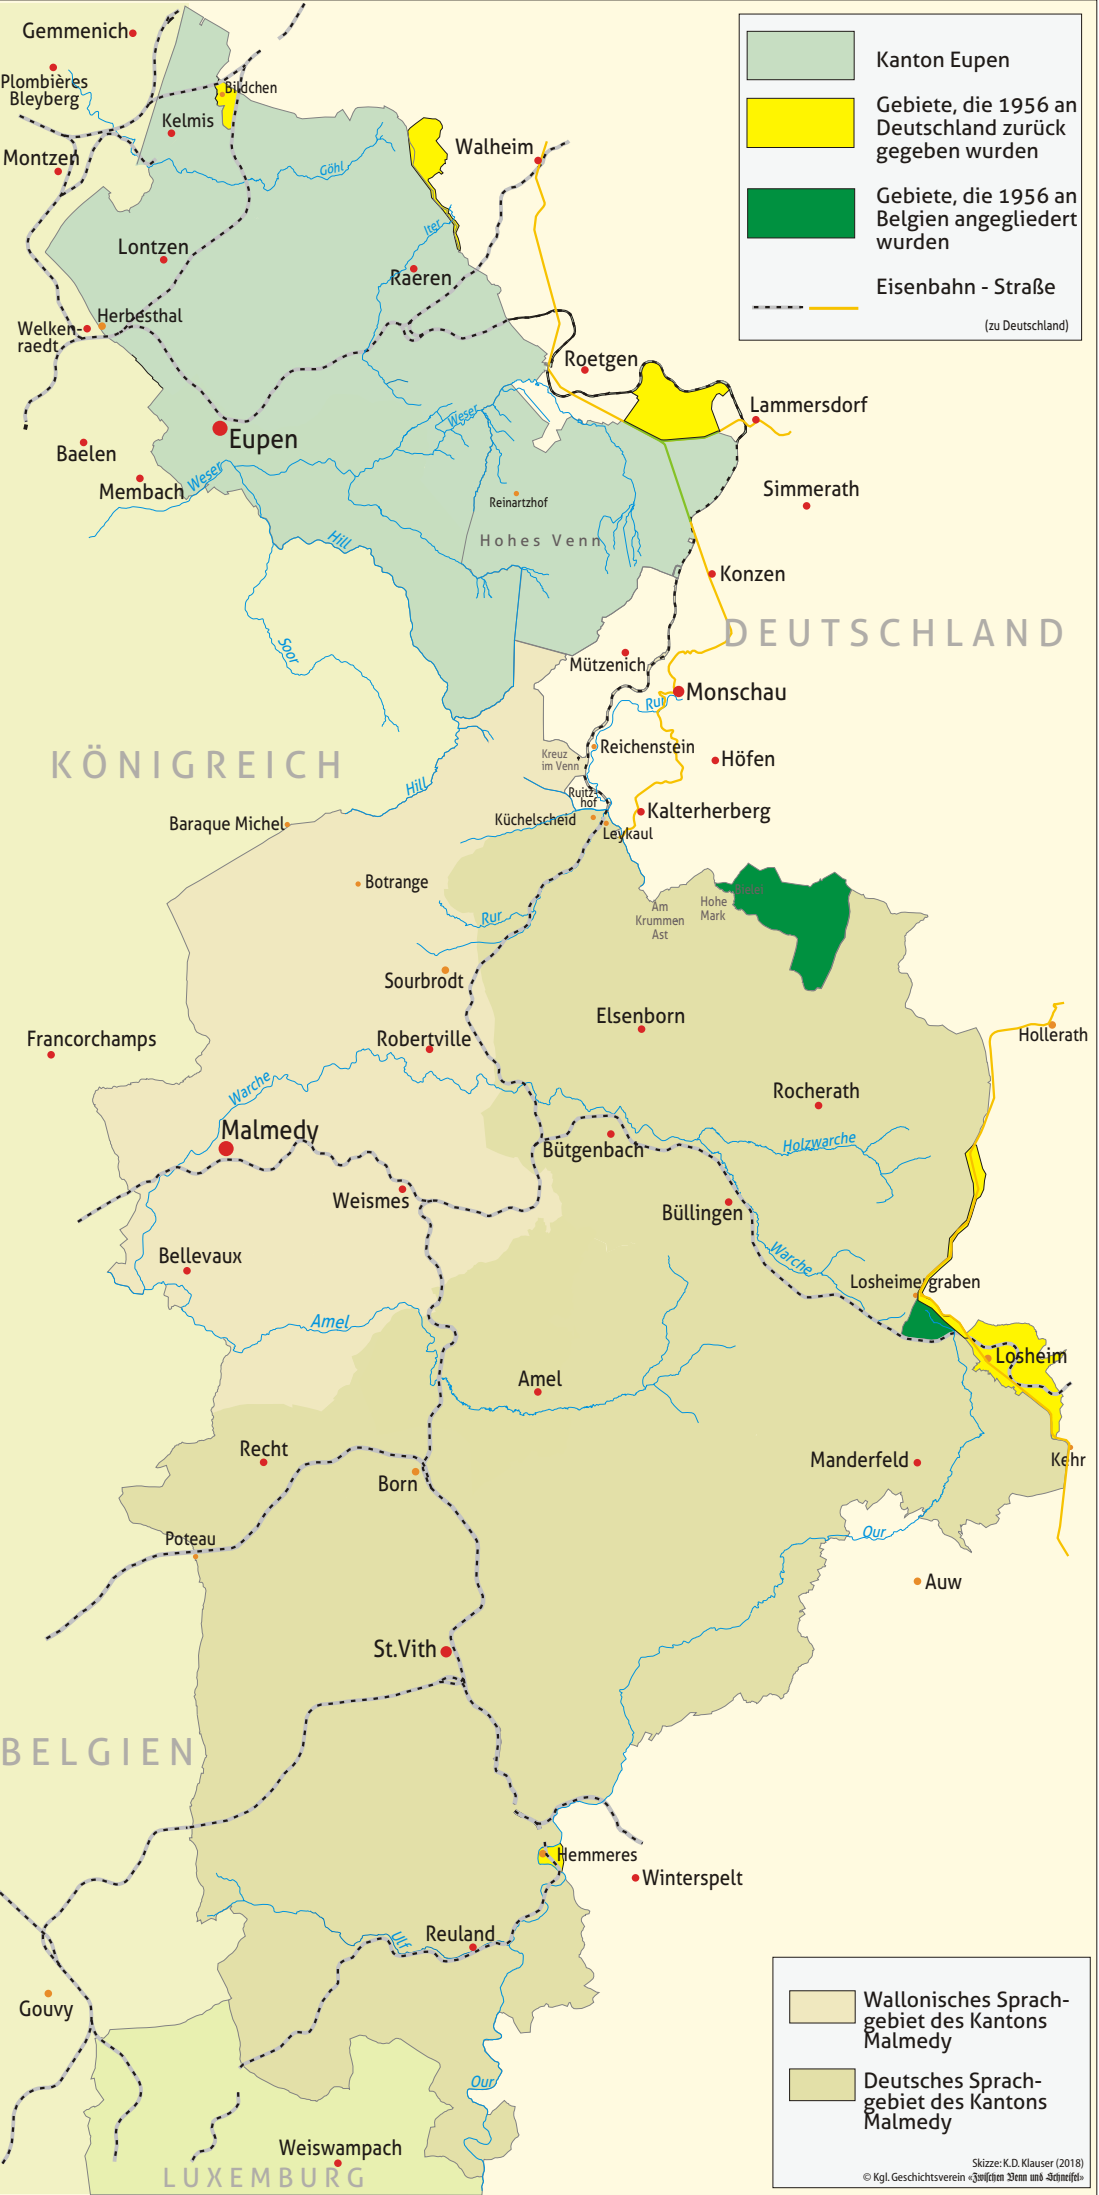 Gemmenich
Plombières
Bleyberg
Bildchen
Kelmis
Montzen
Walheim
Göhl
Iter
Lontzen
Raeren
Herbesthal
Welken-
raedt
Roetgen
Lammersdorf
Weser
Eupen
Baelen
Membach
Weser
Reinartzhof
Simmerath
Hill
Hohes Venn
Konzen
DEUTSCHLAND
Soor
Mützenich
Monschau
Rur
KÖNIGREICH
Kreuz
im Venn
Reichenstein
Höfen
Hill
Ruitz-
hof
Baraque Michel
Küchelscheid
Leykaul
Kalterherberg
Botrange
Rur
Am
Krummen
Ast
Hohe
Mark
Sourbrodt
Elsenborn
Hollerath
Francorchamps
Robertville
Warche
Rocherath
Malmedy
Bütgenbach
Holzwarche
Weismes
Büllingen
Bellevaux
Warche
Losheimergraben
Amel
Losheim
Amel
Recht
Born
Manderfeld
Kehr
Poteau
Our
Auw
St.Vith
BELGIEN
Hemmeres
Winterspelt
Ulf
Reuland
Gouvy
Our
Weiswampach
LUXEMBURG
Kanton Eupen
Gebiete, die 1956 an
Deutschland zurück
gegeben wurden
Gebiete, die 1956 an
Belgien angegliedert
wurden
Eisenbahn - Straße
(zu Deutschland)
Wallonisches Sprach-
gebiet des Kantons
Malmedy
Deutsches Sprach-
gebiet des Kantons
Malmedy
Skizze: K.D. Klauser (2018)
© Kgl. Geschichtsverein «Zwischen Venn und Schneifel»